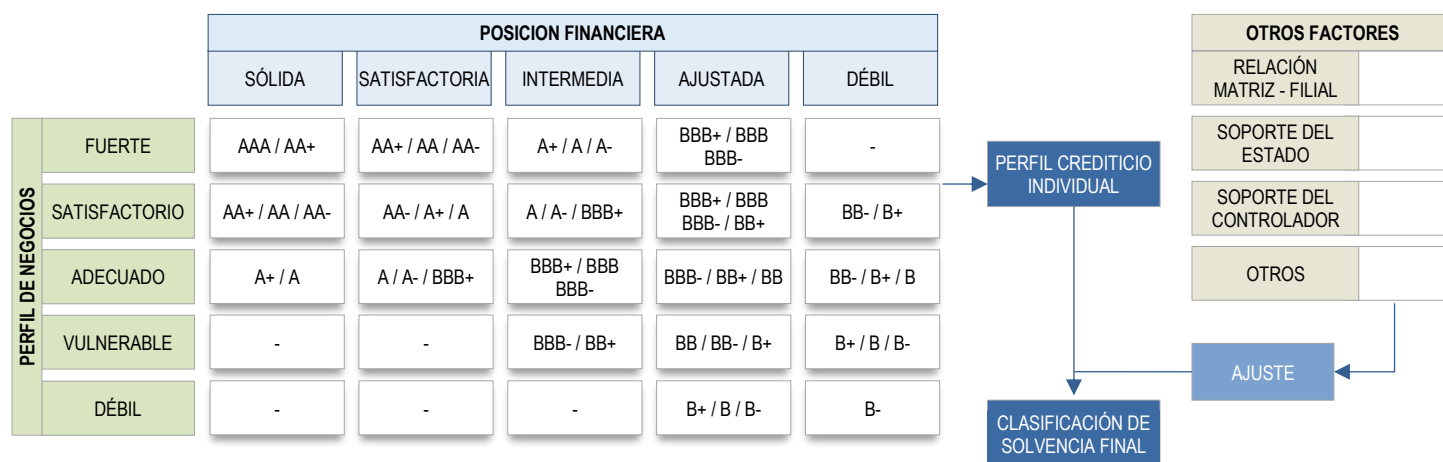 POSICION FINANCIERA
SÓLIDA
SATISFACTORIA
INTERMEDIA
AJUSTADA
DÉBIL
PERFIL DE NEGOCIOS
FUERTE
AAA / AA+
AA+ / AA / AA-
A+ / A / A-
BBB+ / BBB
BBB-
-
SATISFACTORIO
AA+ / AA / AA-
AA- / A+ / A
A / A- / BBB+
BBB+ / BBB
BBB- / BB+
BB- / B+
ADECUADO
A+ / A
A / A- / BBB+
BBB+ / BBB
BBB-
BBB- / BB+ / BB
BB- / B+ / B
VULNERABLE
-
-
BBB- / BB+
BB / BB- / B+
B+ / B / B-
DÉBIL
-
-
-
B+ / B / B-
B-
PERFIL CREDITICIO
INDIVIDUAL
CLASIFICACIÓN DE
SOLVENCIA FINAL
OTROS FACTORES
RELACIÓN
MATRIZ - FILIAL
SOPORTE DEL
ESTADO
SOPORTE DEL
CONTROLADOR
OTROS
AJUSTE